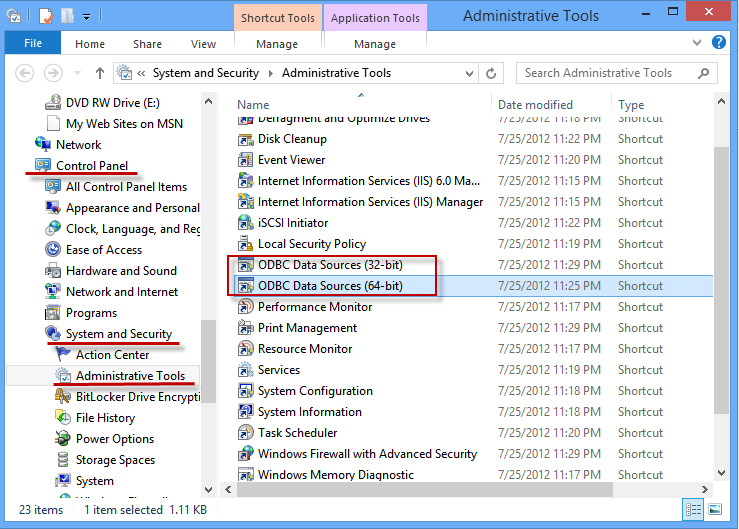 Shortcut Tools
Application Tools
Administrative Tools
File
Home
Share
View
Manage
Manage
« System and Security
Administrative Tools
Search Administrative Tools
DVD RW Drive (E:)
My Web Sites on MSN
Network
Control Panel
All Control Panel Items
Appearance and Personal
Clock, Language, and Reg
Ease of Access
Hardware and Sound
Network and Internet
Programs
System and Security
Action Center
Administrative Tools
BitLocker Drive Encrypti
File History
Power Options
Storage Spaces
System
Name Date modified Type
Defragment and Optimize Drives 7/25/2012 11:22 PM Shortcut
Disk Cleanup 7/25/2012 11:22 PM Shortcut
Event Viewer 7/25/2012 11:20 PM Shortcut
Internet Information Services (IIS) 6.0 Ma... 7/25/2012 11:15 PM Shortcut
Internet Information Services (IIS) Manager 7/25/2012 11:15 PM Shortcut
iSCSI Initiator 7/25/2012 11:22 PM Shortcut
Local Security Policy 7/25/2012 11:19 PM Shortcut
ODBC Data Sources (32-bit) 7/25/2012 11:29 PM Shortcut
ODBC Data Sources (64-bit) 7/25/2012 11:25 PM Shortcut
Performance Monitor 7/25/2012 11:17 PM Shortcut
Print Management 7/25/2012 11:29 PM Shortcut
Resource Monitor 7/25/2012 11:17 PM Shortcut
Services 7/25/2012 11:19 PM Shortcut
System Configuration 7/25/2012 11:18 PM Shortcut
System Information 7/25/2012 11:18 PM Shortcut
Task Scheduler 7/25/2012 11:20 PM Shortcut
Windows Firewall with Advanced Security 7/25/2012 11:17 PM Shortcut
Windows Memory Diagnostic 7/25/2012 11:17 PM Shortcut
23 items 1 item selected 1.11 KB